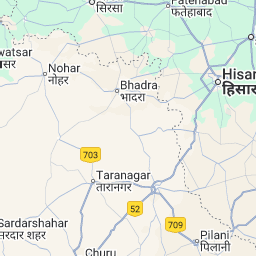 सिरसा
Fatehabad
फतेहाबाद
watsar
सर
Nohar
नोहर
Bhadra
भादरा
Hisar
हिसार
703
Taranagar
तारानगर
52
709
Sardarshahar
सरदार शहर
Pilani
पिलानी
Churu